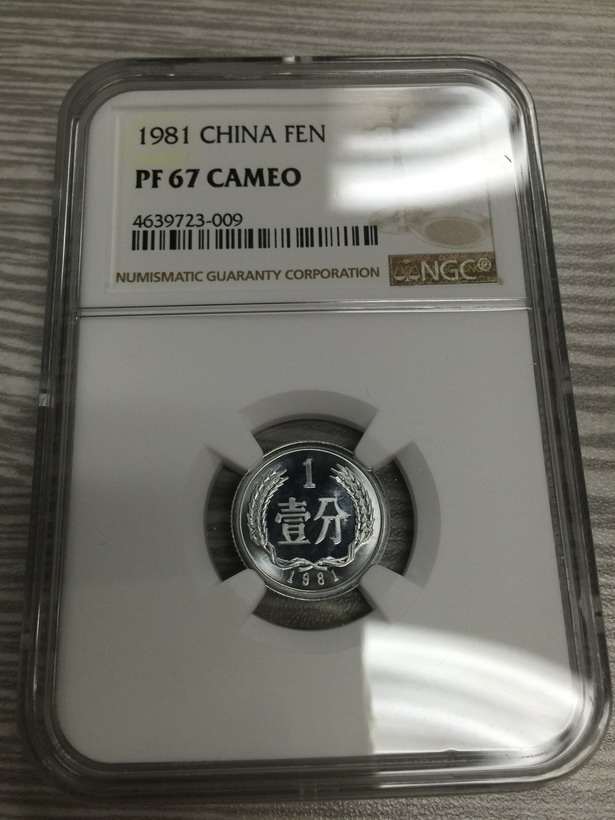 1981 CHINA FEN
PF 67 CAMEO
4639723-009
NUMISMATIC GUARANTY CORPORATION
NGC®
1
壹分
1981